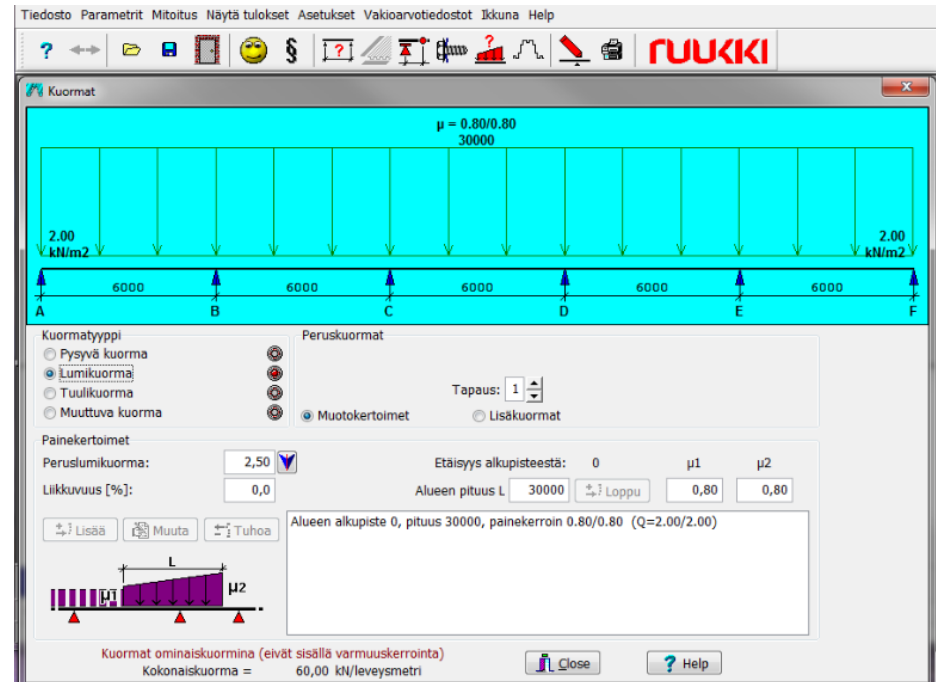 Tiedosto Parametrit Mitoitus Näytä tulokset Asetukset Vakioarvotiedostot Ikkuna Help
? § ? ? ruukki
Kuormat
µ = 0.80/0.80
30000
2.00 2.00
kN/m2 kN/m2
6000 6000 6000 6000 6000
A B C D E F
Kuormatyyppi Peruskuormat
Pysyvä kuorma
Lumikuorma
Tuulikuorma Tapaus: 1
Muuttuva kuorma Muotokertoimet Lisäkuormat
Painekertoimet
Peruslumikuorma: 2,50 Etäisyys alkupisteestä: 0 µ1 µ2
Liikkuvuus [%]: 0,0 Alueen pituus L 30000 Loppu 0,80 0,80
Lisää Muuta Tuhoa Alueen alkupiste 0, pituus 30000, painekerroin 0.80/0.80 (Q=2.00/2.00)
L
µ1 µ2
Kuormat ominaiskuormina (eivät sisällä varmuuskerrointa)
Kokonaiskuorma = 60,00 kN/leveysmetri Close ? Help